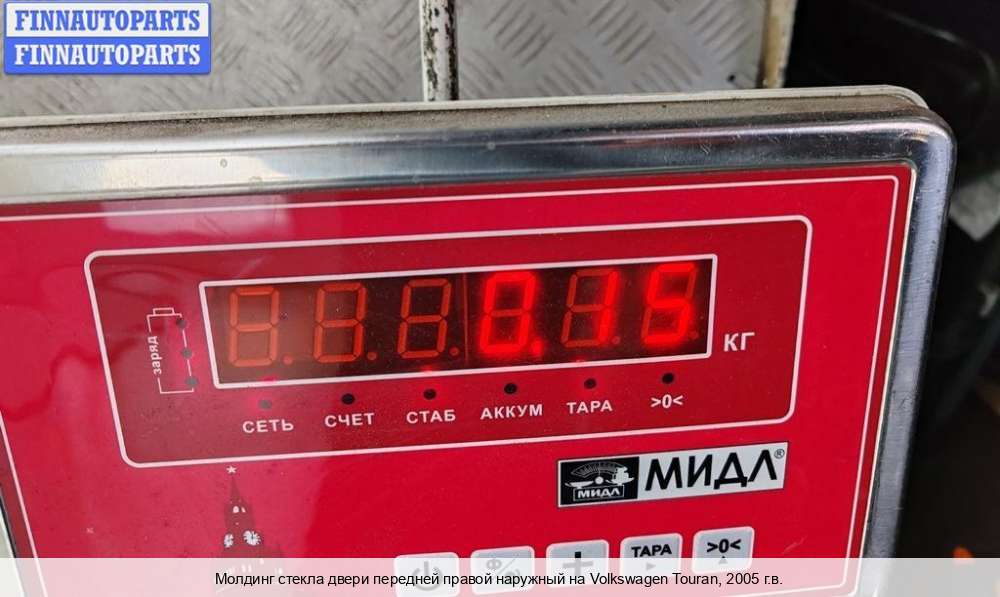 FINNAUTOPARTS
FINNAUTOPARTS
0.15
КГ
заряд
СЕТЬ СЧЕТ СТАБ АККУМ ТАРА >0<
МИДЛ МИДЛ®
ТАРА >0<
Молдинг стекла двери передней правой наружный на Volkswagen Touran, 2005 г.в.